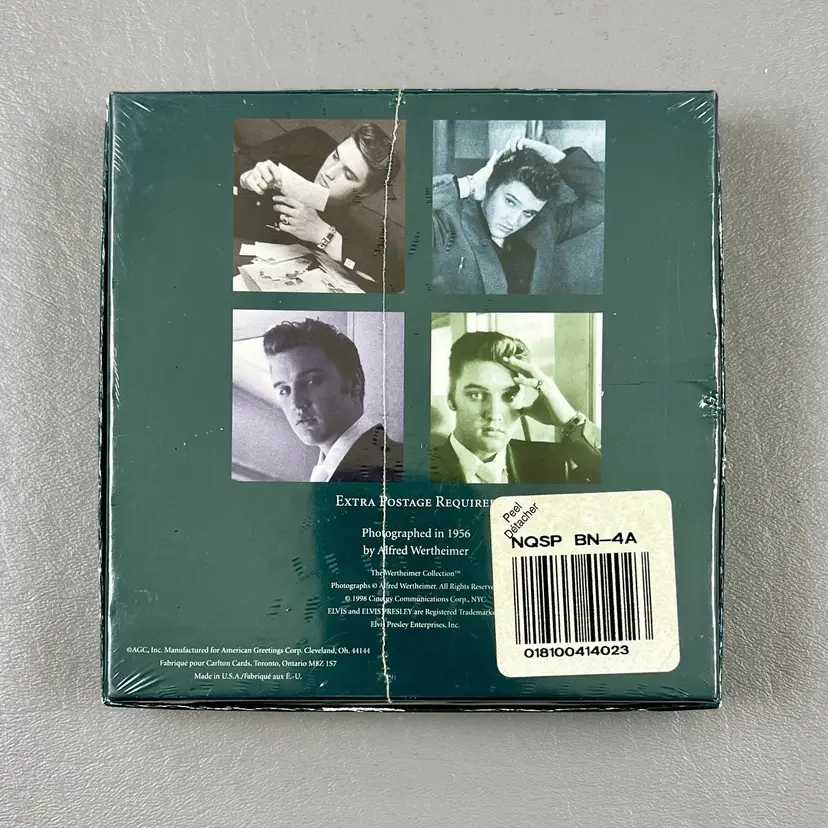 EXTRA POSTAGE REQUIRE
Photographed in 1956
by Alfred Wertheimer
The Wertheimer Collection™
Photographs © Alfred Wertheimer. All Rights Reserve
© 1998 Cinergy Communications Corp., NYC
ELVIS and ELVIS PRESLEY are Registered Trademarks
Elvis Presley Enterprises, Inc.
Peel
Détacher
NQSP BN-4A
018100414023
©AGC, Inc. Manufactured for American Greetings Corp. Cleveland, Oh. 44144
Fabriqué pour Carlton Cards, Toronto, Ontario M8Z 1S7
Made in U.S.A./Fabriqué aux É.-U.